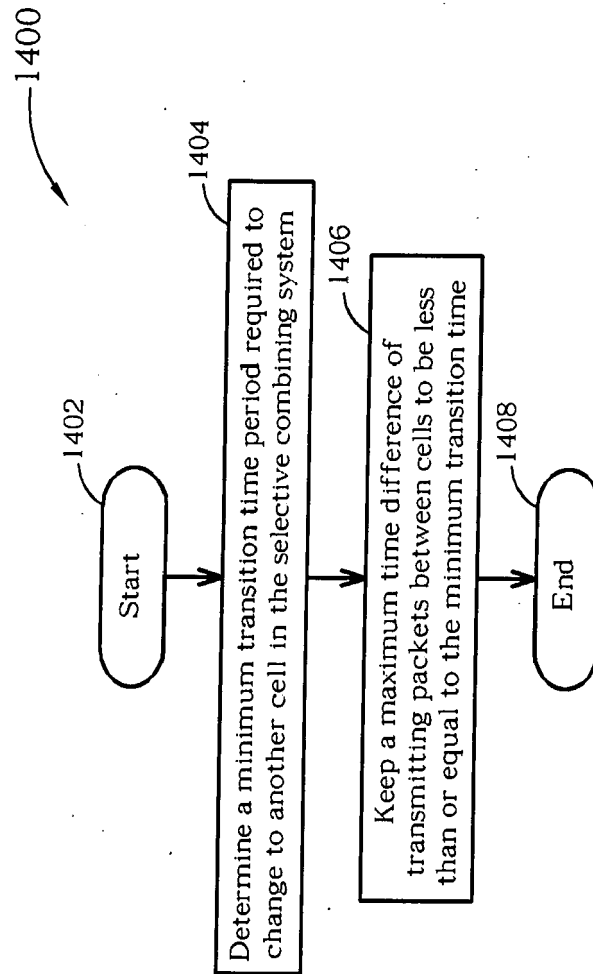 1400
1402
Start
1404
Determine a minimum transition time period required to
change to another cell in the selective combining system
1406
Keep a maximum time difference of
transmitting packets between cells to be less
than or equal to the minimum transition time
1408
End